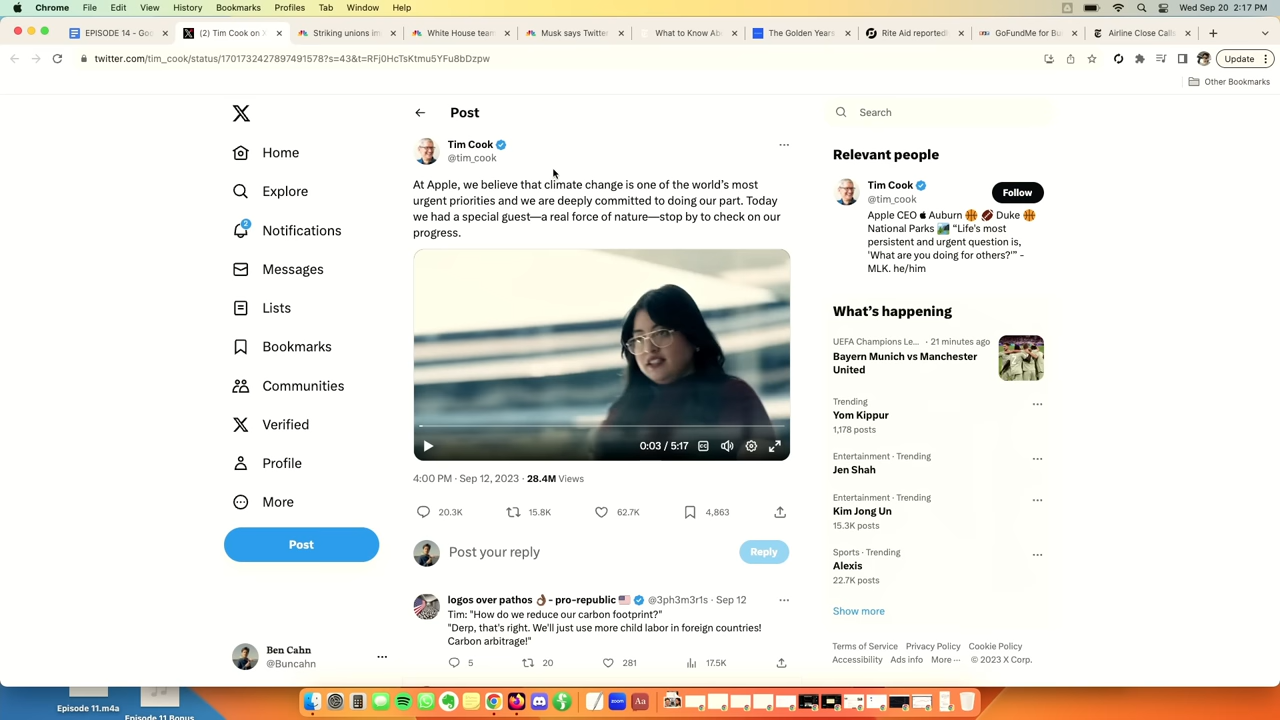 Chrome File Edit View History Bookmarks Profiles Tab Window Help Wed Sep 20 2:17 PM
EPISODE 14 - Goo (2) Tim Cook on X Striking unions im White House team Musk says Twitte What to Know Ab The Golden Years Rite Aid reported GoFundMe for Bu Airline Close Call
twitter.com/tim_cook/status/1701732427897491578?s=43&t=RFj0HcTsKtmu5YFu8bDzpw Update
Other Bookmarks
Home
Explore
2
Notifications
Messages
Lists
Bookmarks
Communities
Verified
Profile
More
Post
Ben Cahn
@Buncahn
Post
Tim Cook
@tim_cook
At Apple, we believe that climate change is one of the world's most
urgent priorities and we are deeply committed to doing our part. Today
we had a special guest—a real force of nature—stop by to check on our
progress.
0:03 / 5:17 CC
4:00 PM · Sep 12, 2023 · 28.4M Views
20.3K 15.8K 62.7K 4,863
Post your reply Reply
logos over pathos 👌🏽 - pro-republic 🇺🇸 @3ph3m3r1s · Sep 12
Tim: "How do we reduce our carbon footprint?"
"Derp, that's right. We'll just use more child labor in foreign countries!
Carbon arbitrage!"
5 20 281 17.5K
Search
Relevant people
Tim Cook
@tim_cook
Follow
Apple CEO  Auburn 🏀 🏈 Duke 🏀
National Parks 🏞️ "Life's most
persistent and urgent question is,
'What are you doing for others?'" -
MLK. he/him
What's happening
UEFA Champions Le... · 21 minutes ago
Bayern Munich vs Manchester
United
Trending
Yom Kippur
1,178 posts
Entertainment · Trending
Jen Shah
Entertainment · Trending
Kim Jong Un
15.3K posts
Sports · Trending
Alexis
22.7K posts
Show more
Terms of Service Privacy Policy Cookie Policy
Accessibility Ads info More ··· © 2023 X Corp.
Episode 11.m4a
Episode 11 Bonus
zoom
Aa